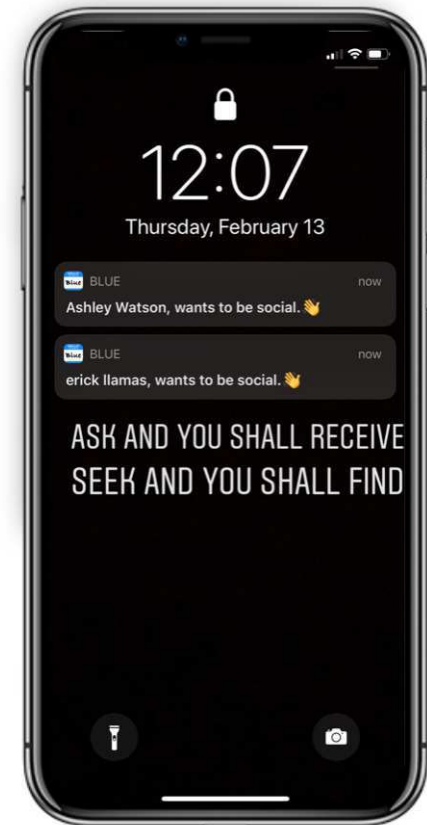 12:07
Thursday, February 13
BLUE now
Ashley Watson, wants to be social.👋
BLUE now
erick llamas, wants to be social.👋
ASK AND YOU SHALL RECEIVE
SEEK AND YOU SHALL FIND